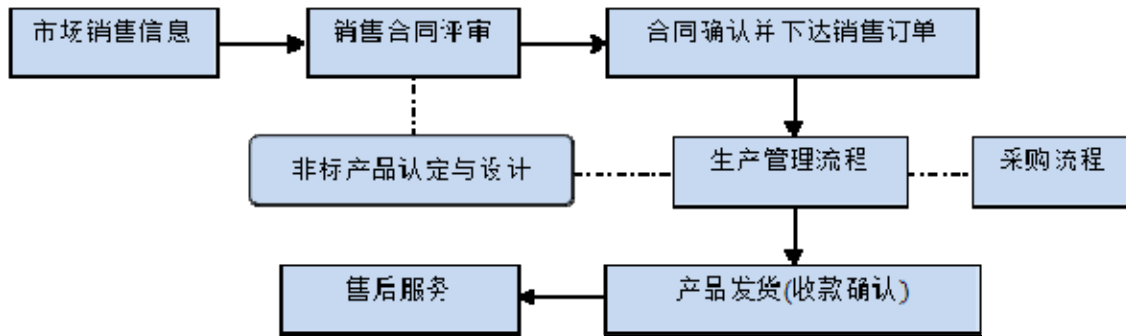 市场销售信息
销售合同评审
合同确认并下达销售订单
非标产品认定与设计
生产管理流程
采购流程
售后服务
产品发货(收款确认)